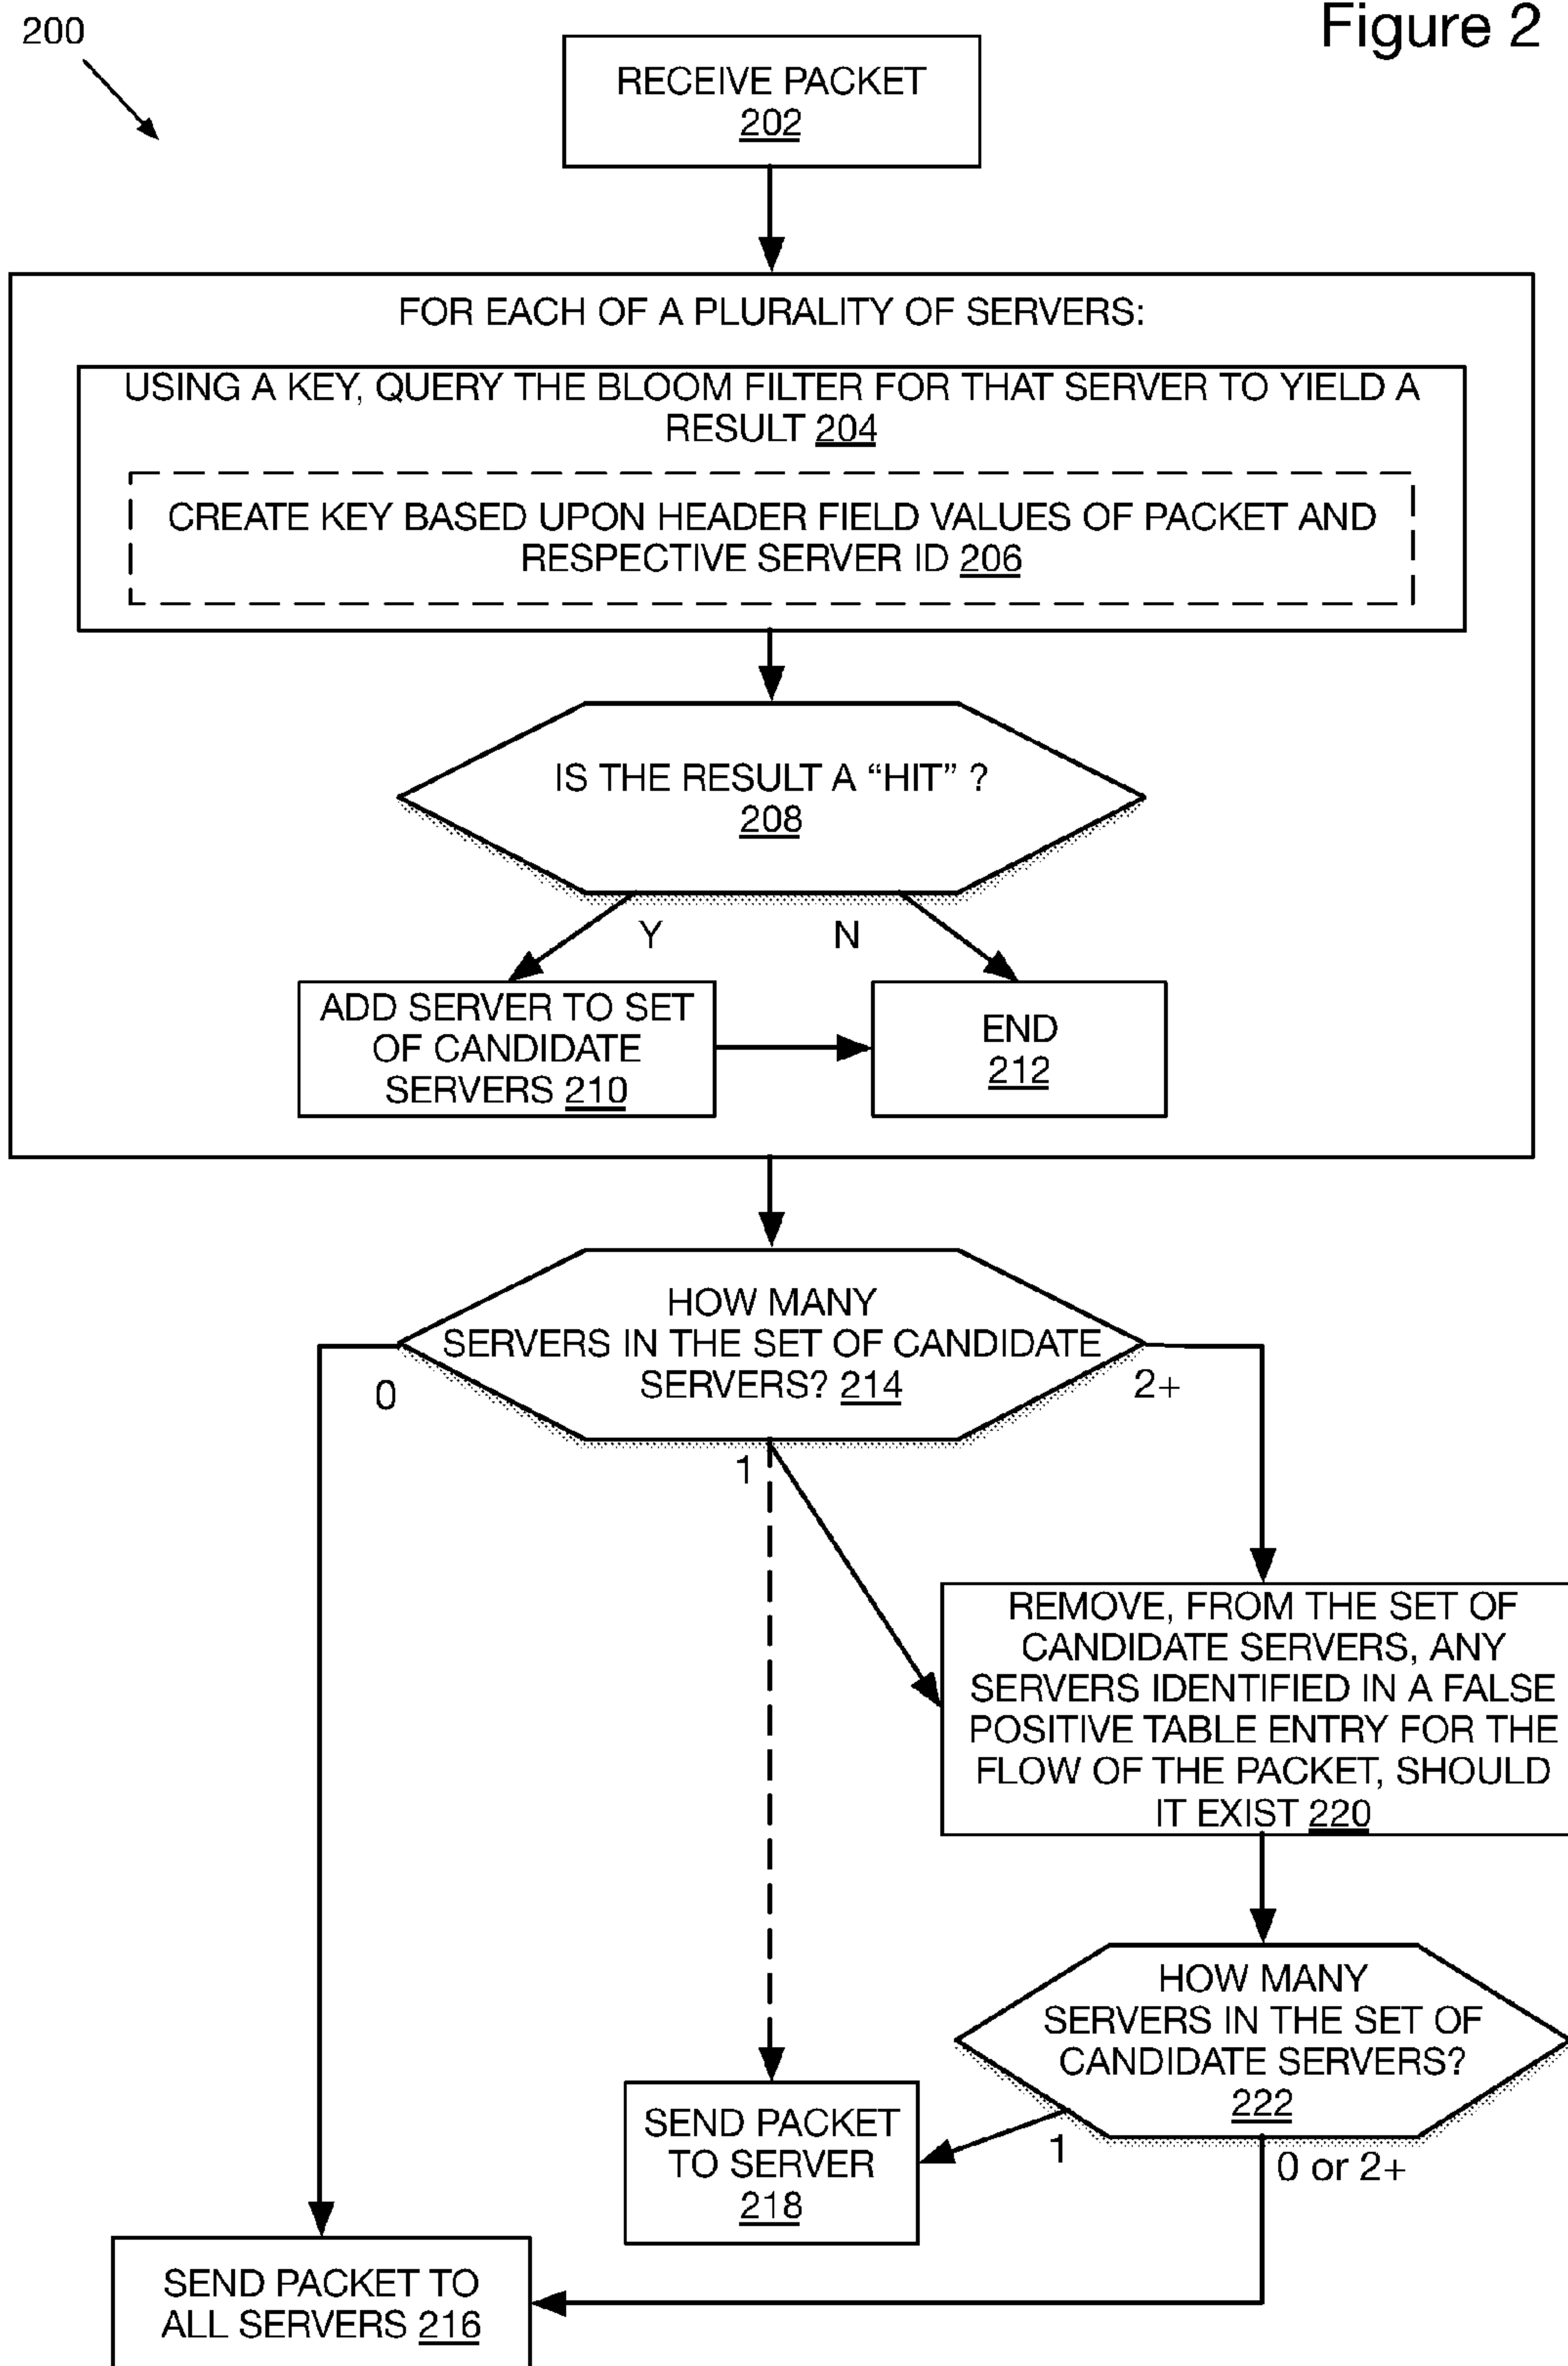 200
Figure 2
RECEIVE PACKET
202
FOR EACH OF A PLURALITY OF SERVERS:
USING A KEY, QUERY THE BLOOM FILTER FOR THAT SERVER TO YIELD A
RESULT 204
CREATE KEY BASED UPON HEADER FIELD VALUES OF PACKET AND
RESPECTIVE SERVER ID 206
IS THE RESULT A “HIT” ?
208
Y
N
ADD SERVER TO SET
OF CANDIDATE
SERVERS 210
END
212
HOW MANY
SERVERS IN THE SET OF CANDIDATE
SERVERS? 214
0
2+
1
REMOVE, FROM THE SET OF
CANDIDATE SERVERS, ANY
SERVERS IDENTIFIED IN A FALSE
POSITIVE TABLE ENTRY FOR THE
FLOW OF THE PACKET, SHOULD
IT EXIST 220
HOW MANY
SERVERS IN THE SET OF
CANDIDATE SERVERS?
222
1
0 or 2+
SEND PACKET
TO SERVER
218
SEND PACKET TO
ALL SERVERS 216